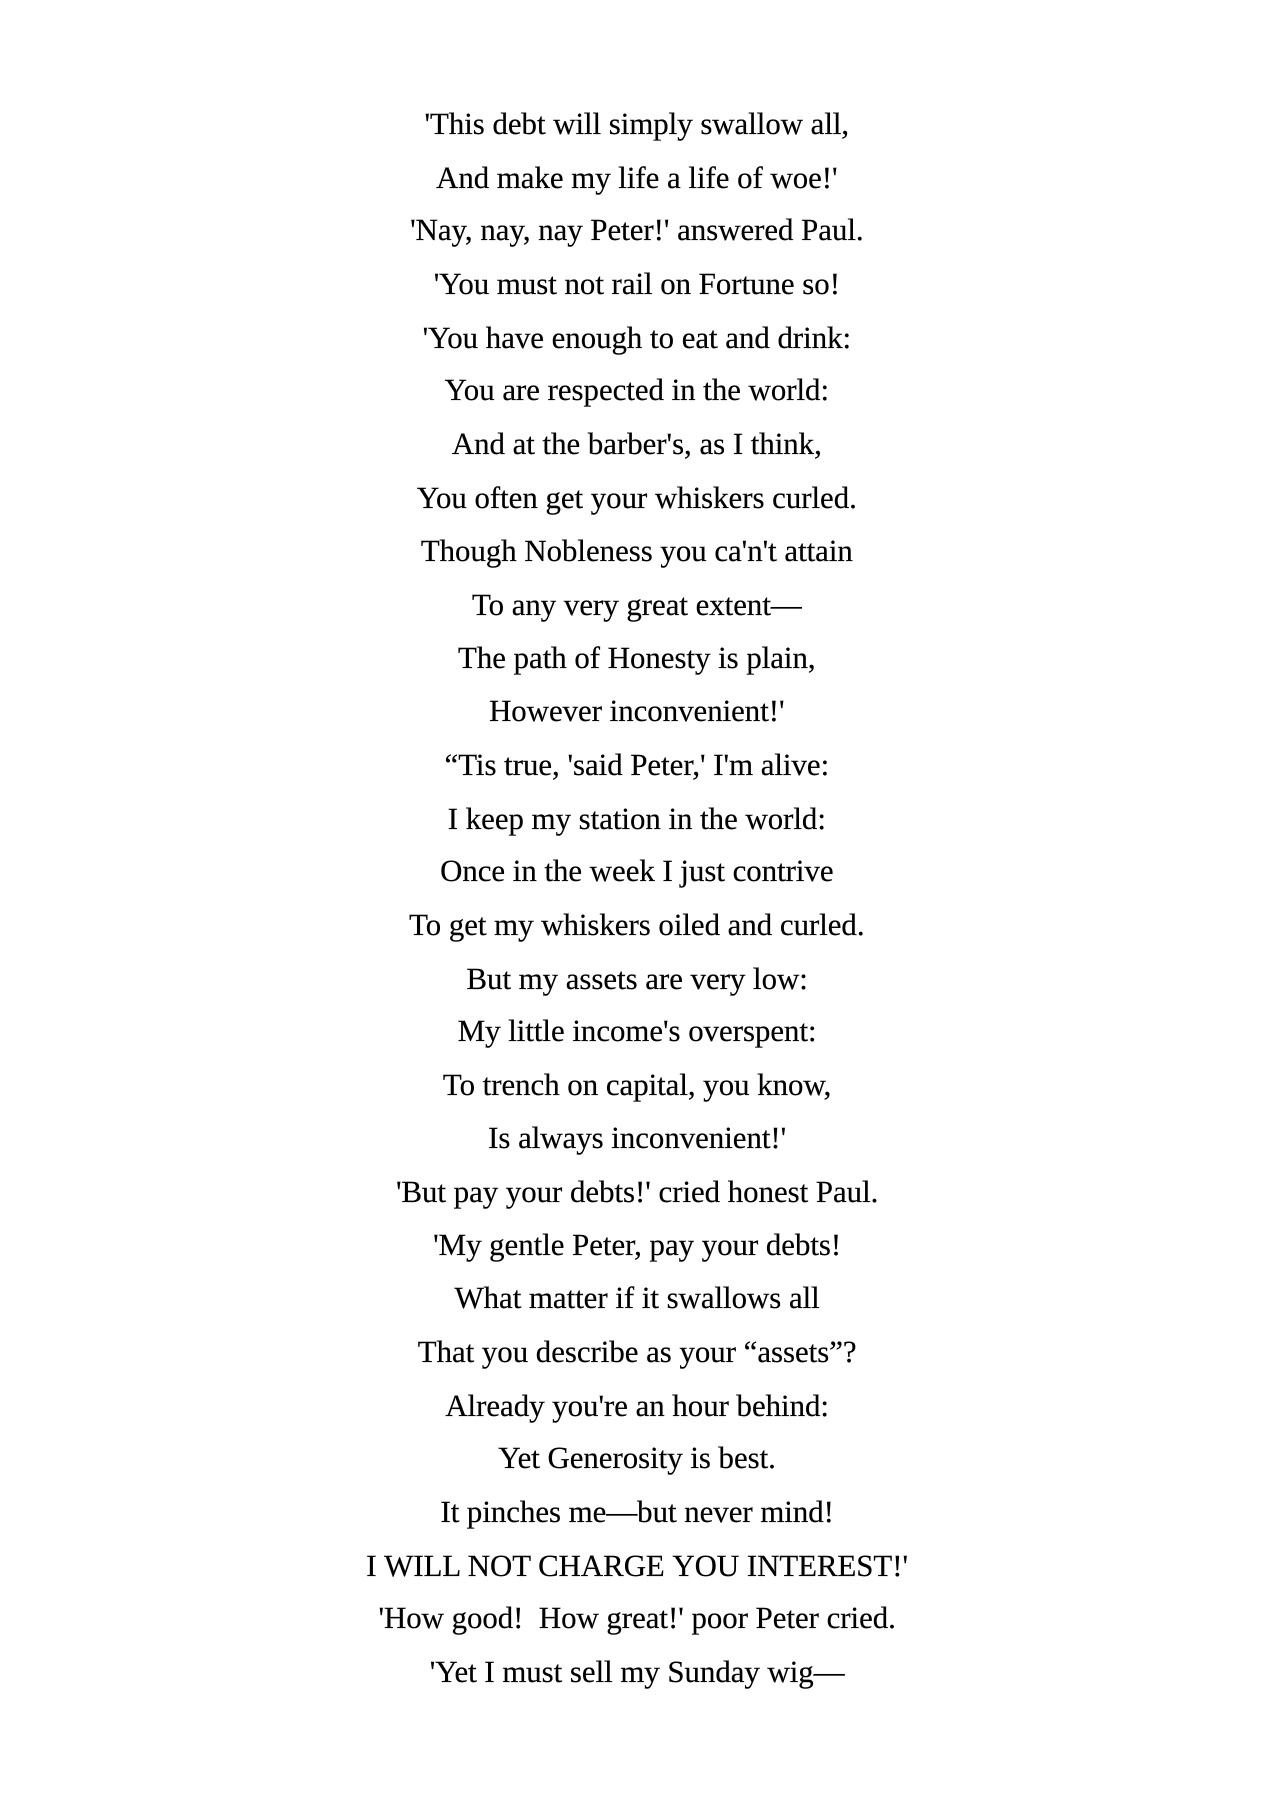 'This debt will simply swallow all,
And make my life a life of woe!'
'Nay, nay, nay Peter!' answered Paul.
'You must not rail on Fortune so!
'You have enough to eat and drink:
You are respected in the world:
And at the barber's, as I think,
You often get your whiskers curled.
Though Nobleness you ca'n't attain
To any very great extent—
The path of Honesty is plain,
However inconvenient!'
“Tis true, 'said Peter,' I'm alive:
I keep my station in the world:
Once in the week I just contrive
To get my whiskers oiled and curled.
But my assets are very low:
My little income's overspent:
To trench on capital, you know,
Is always inconvenient!'
'But pay your debts!' cried honest Paul.
'My gentle Peter, pay your debts!
What matter if it swallows all
That you describe as your “assets”?
Already you're an hour behind:
Yet Generosity is best.
It pinches me—but never mind!
I WILL NOT CHARGE YOU INTEREST!'
'How good!  How great!' poor Peter cried.
'Yet I must sell my Sunday wig—